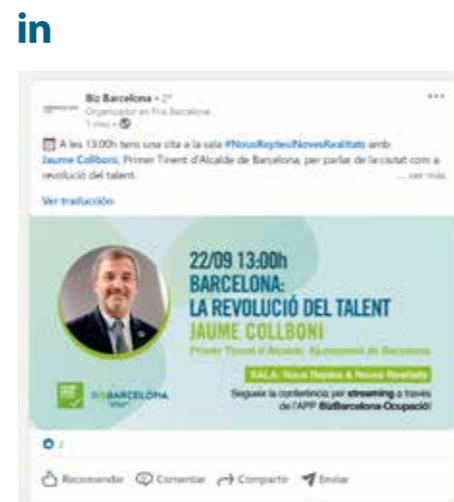 in
Biz Barcelona • 2º
Organizador en Fira Barcelona
1 mes •
A les 13:00h tens una cita a la sala #NousReptesiNovesRealitats amb
Jaume Collboni, Primer Tinent d'Alcalde de Barcelona, per parlar de la ciutat com a
revolució del talent.
... ver más
Ver traducción
22/09 13:00h
BARCELONA:
LA REVOLUCIÓ DEL TALENT
JAUME COLLBONI
Primer Tinent d'Alcalde, Ajuntament de Barcelona
SALA: Nous Reptes & Noves Realitats
BIZBARCELONA
Segueix la conferència per streaming a través
de l'APP BizBarcelona-Ocupació!
2
Recomendar Comentar Compartir Enviar